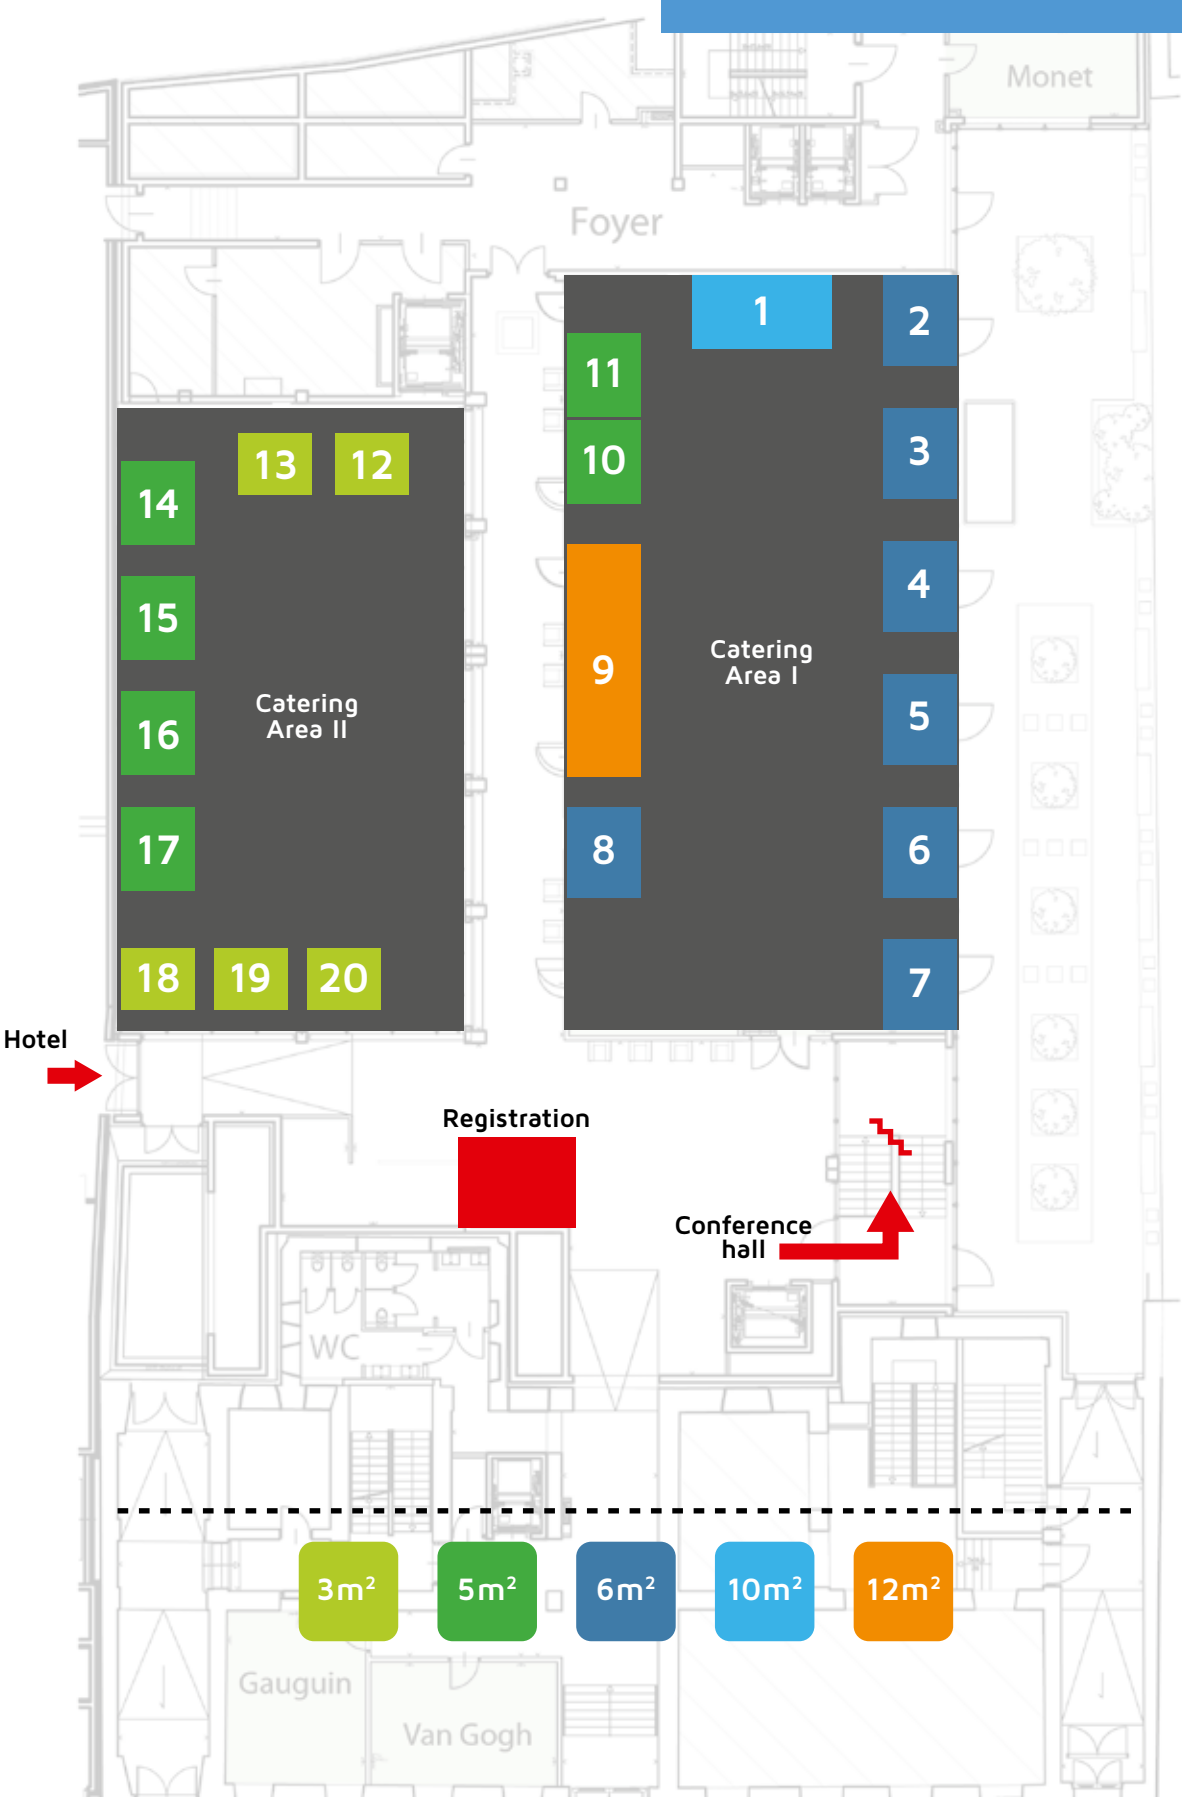 Monet
Foyer
1
2
11
3
10
13
12
14
4
15
9
Catering
Area I
5
Catering
Area II
16
17
8
6
18
19
20
7
Hotel
Registration
Conference
hall
WC
3m²
5m²
6m²
10m²
12m²
Gauguin
Van Gogh